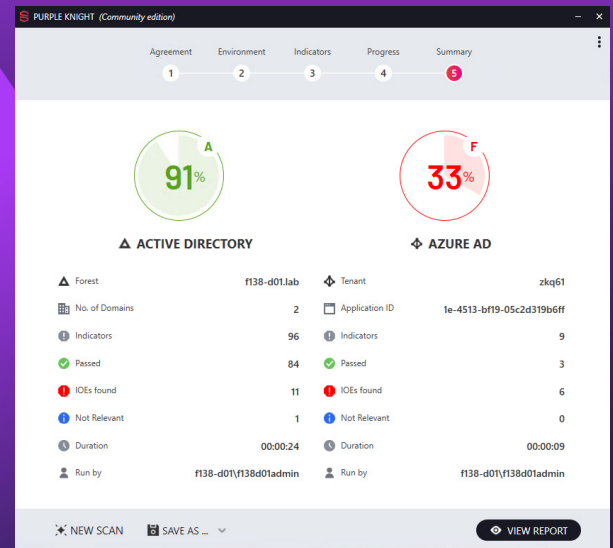 PURPLE KNIGHT (Community edition)
Agreement Environment Indicators Progress Summary
1 2 3 4 5
A
91%
ACTIVE DIRECTORY
Forest f138-d01.lab
No. of Domains 2
Indicators 96
Passed 84
IOEs found 11
Not Relevant 1
Duration 00:00:24
Run by f138-d01\f138d01admin
F
33%
AZURE AD
Tenant zkq61
Application ID 1e-4513-bf19-05c2d319b6ff
Indicators 9
Passed 3
IOEs found 6
Not Relevant 0
Duration 00:00:09
Run by f138-d01\f138d01admin
NEW SCAN SAVE AS ... VIEW REPORT